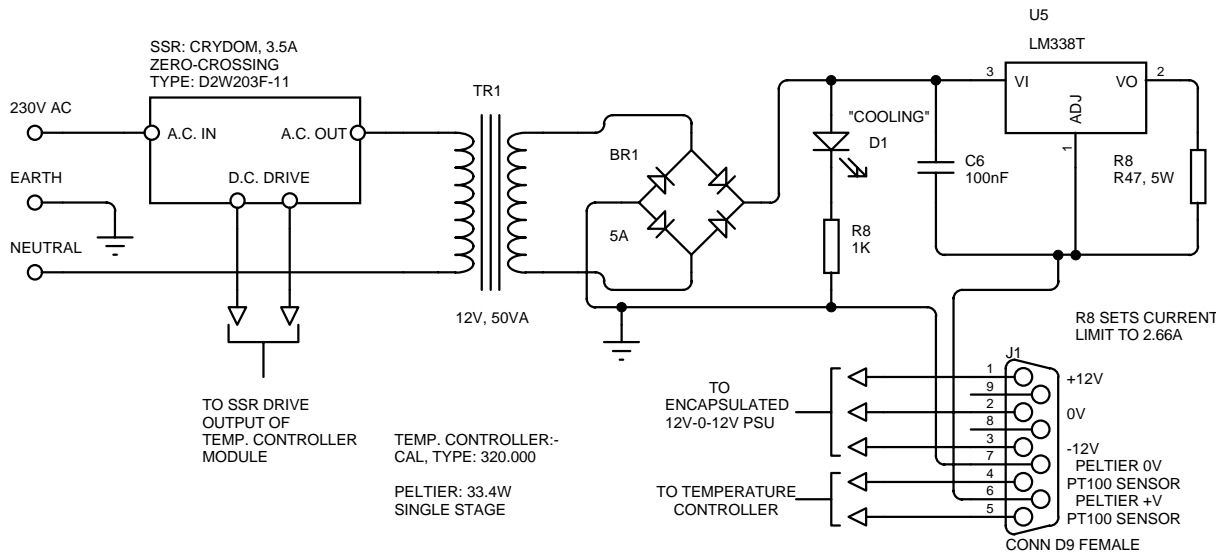 SSR: CRYDOM, 3.5A
ZERO-CROSSING
TYPE: D2W203F-11
230V AC
A.C. IN
A.C. OUT
EARTH
D.C. DRIVE
NEUTRAL
TR1
12V, 50VA
BR1
5A
"COOLING"
D1
R8
1K
C6
100nF
U5
LM338T
3
VI
VO
2
ADJ
1
R8
R47, 5W
R8 SETS CURRENT
LIMIT TO 2.66A
TO SSR DRIVE
OUTPUT OF
TEMP. CONTROLLER
MODULE
TEMP. CONTROLLER:-
CAL, TYPE: 320.000
PELTIER: 33.4W
SINGLE STAGE
TO
ENCAPSULATED
12V-0-12V PSU
TO TEMPERATURE
CONTROLLER
J1
1
+12V
9
2
0V
8
3
-12V
7
PELTIER 0V
4
PT100 SENSOR
6
PELTIER +V
5
PT100 SENSOR
CONN D9 FEMALE